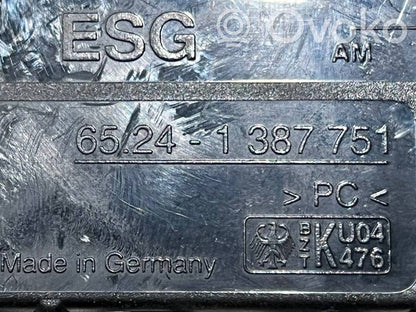 ESG
Ovoko
AM
65.24 - 1 387 751
> PC <
BZT K U04 476
Made in Germany